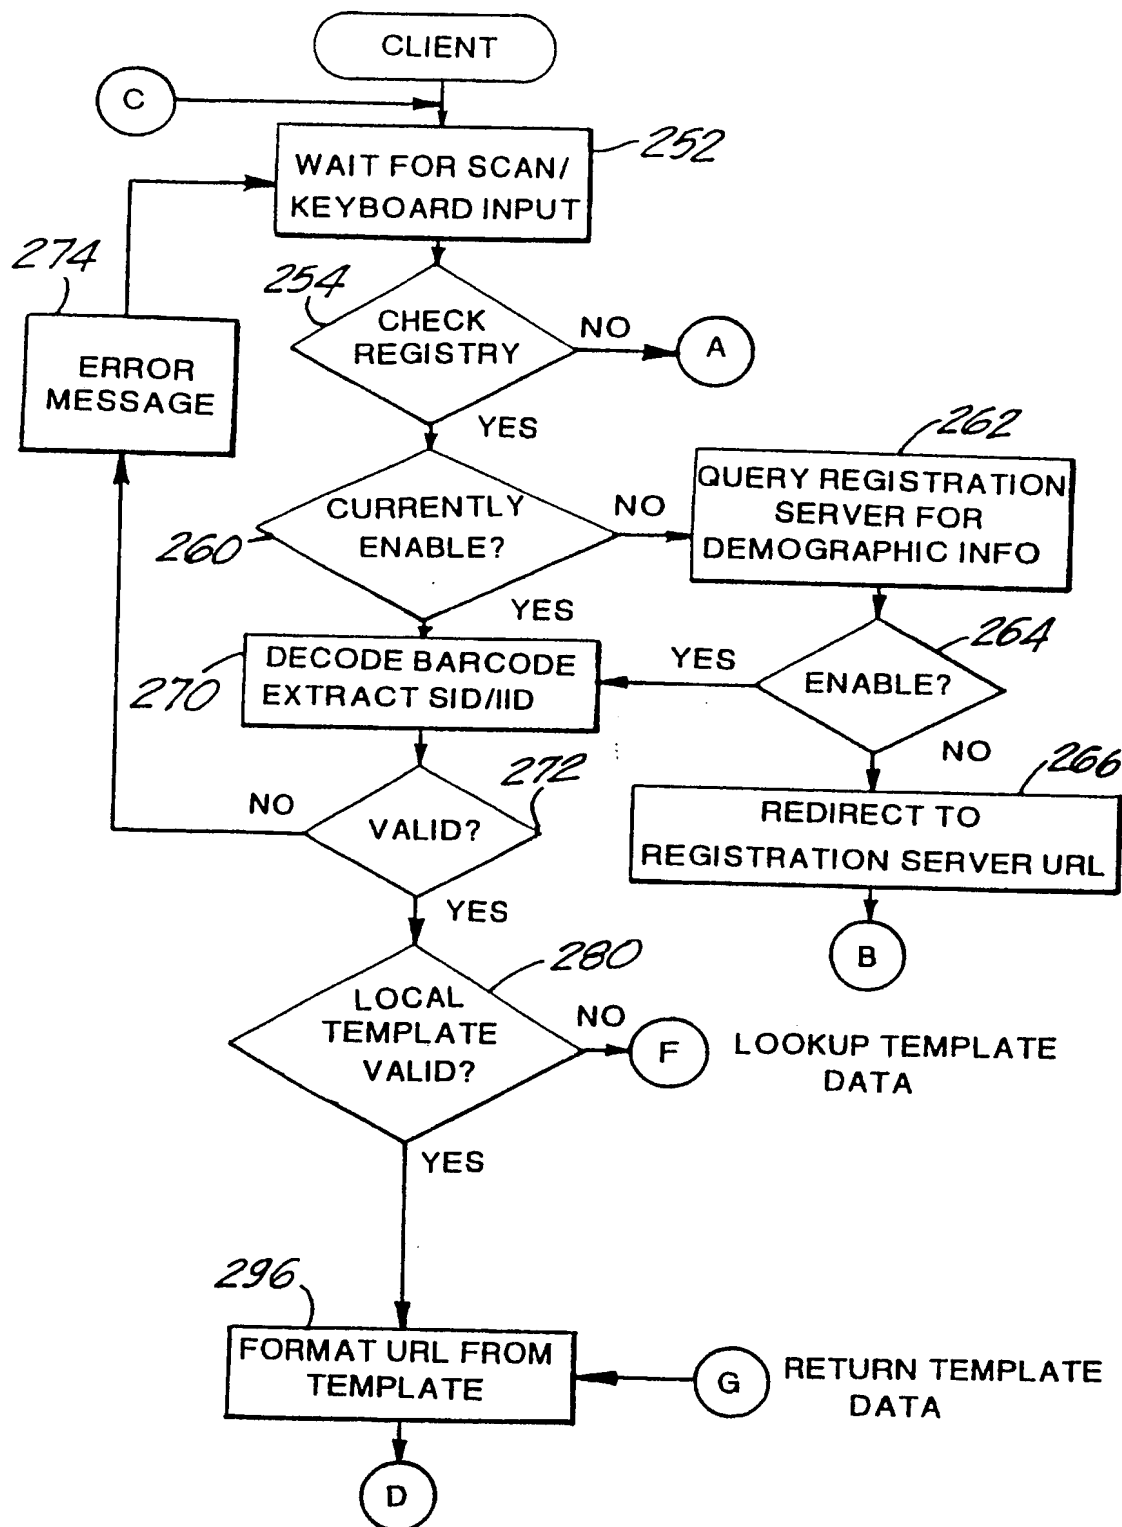 CLIENT
C
252
WAIT FOR SCAN/
KEYBOARD INPUT
274
254
CHECK
REGISTRY
NO
A
ERROR
MESSAGE
YES
262
QUERY REGISTRATION
SERVER FOR
DEMOGRAPHIC INFO
CURRENTLY
ENABLE?
NO
260
YES
264
DECODE BARCODE
EXTRACT SID/IID
YES
ENABLE?
270
NO
272
266
NO
VALID?
REDIRECT TO
REGISTRATION SERVER URL
YES
B
280
LOCAL
TEMPLATE
VALID?
NO
F
LOOKUP TEMPLATE
DATA
YES
296
FORMAT URL FROM
TEMPLATE
G
RETURN TEMPLATE
DATA
D